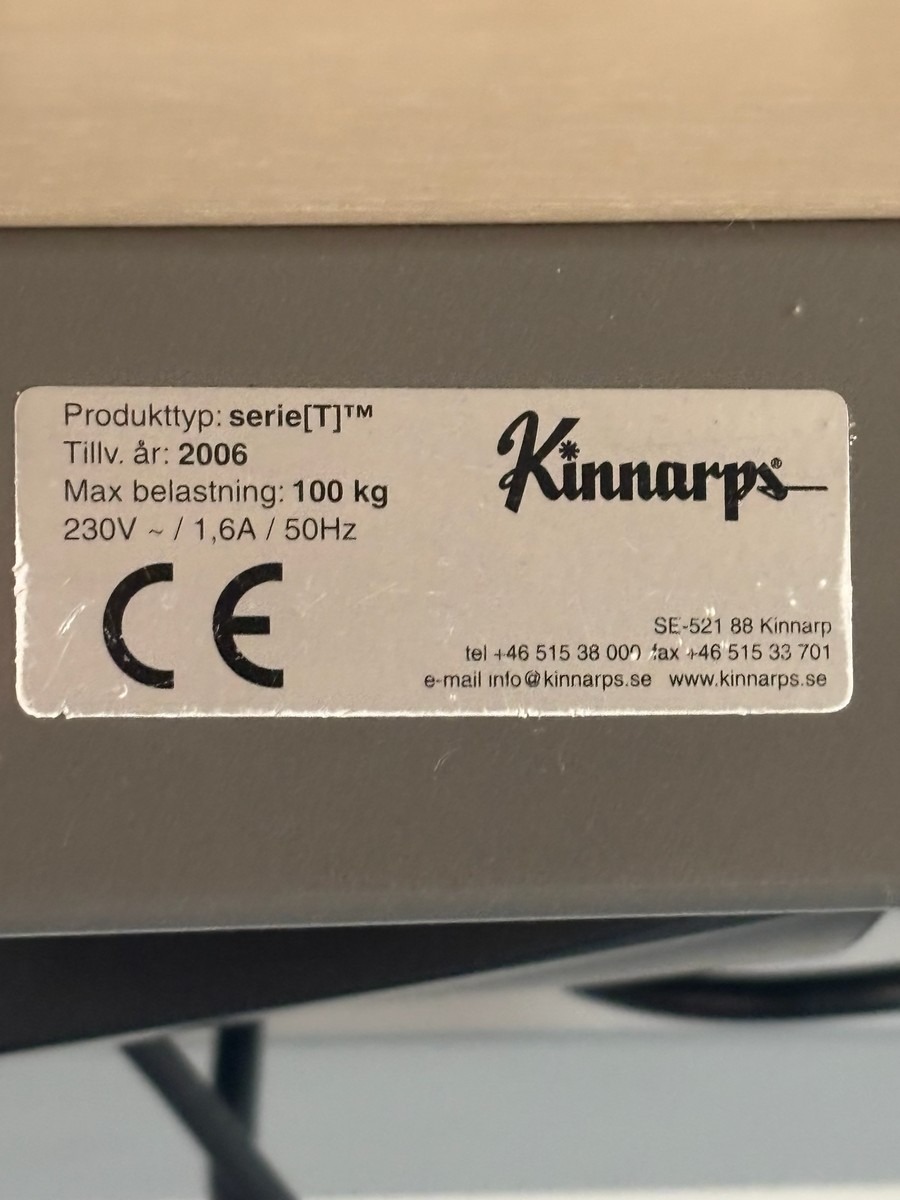 Produkttyp: serie[T]™
Tillv. år: 2006
Max belastning: 100 kg
230V ~ / 1,6A / 50Hz
CE
Kinnarps®
SE-521 88 Kinnarp
tel +46 515 38 000 fax +46 515 33 701
e-mail info@kinnarps.se www.kinnarps.se